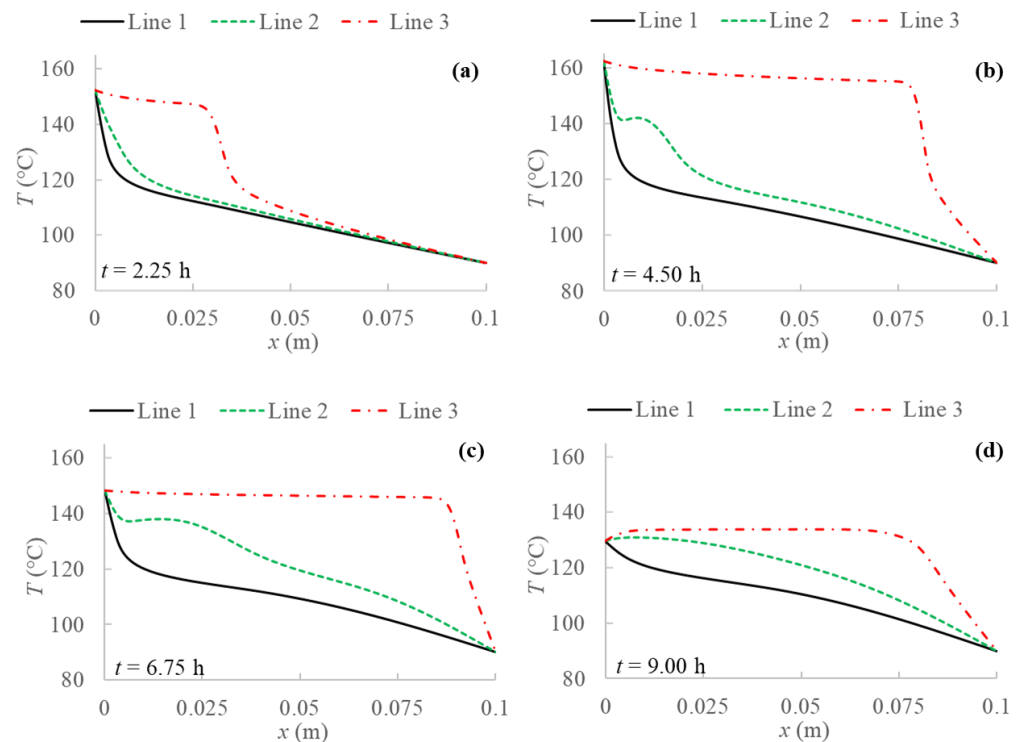 Line 1 Line 2 Line 3
(a)
160
140
120
100
80
T (°C)
t = 2.25 h
0 0.025 0.05 0.075 0.1
x (m)
Line 1 Line 2 Line 3
(b)
160
140
120
100
80
T (°C)
t = 4.50 h
0 0.025 0.05 0.075 0.1
x (m)
Line 1 Line 2 Line 3
(c)
160
140
120
100
80
T (°C)
t = 6.75 h
0 0.025 0.05 0.075 0.1
x (m)
Line 1 Line 2 Line 3
(d)
160
140
120
100
80
T (°C)
t = 9.00 h
0 0.025 0.05 0.075 0.1
x (m)